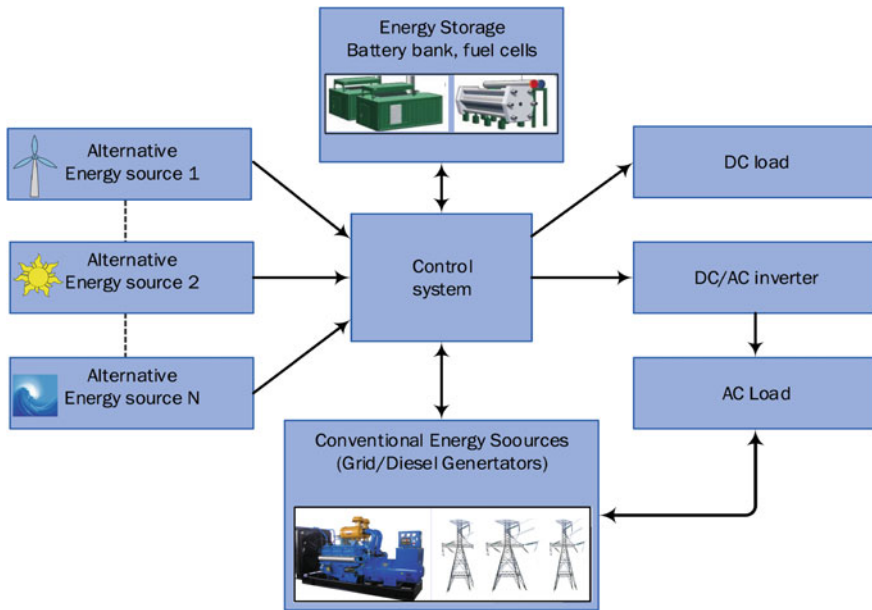 Energy Storage
Battery bank, fuel cells
Alternative
Energy source 1
DC load
Alternative
Energy source 2
Control
system
DC/AC inverter
Alternative
Energy source N
AC Load
Conventional Energy Soources
(Grid/Diesel Genertators)